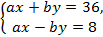 ax + by = 36,
ax − by = 8